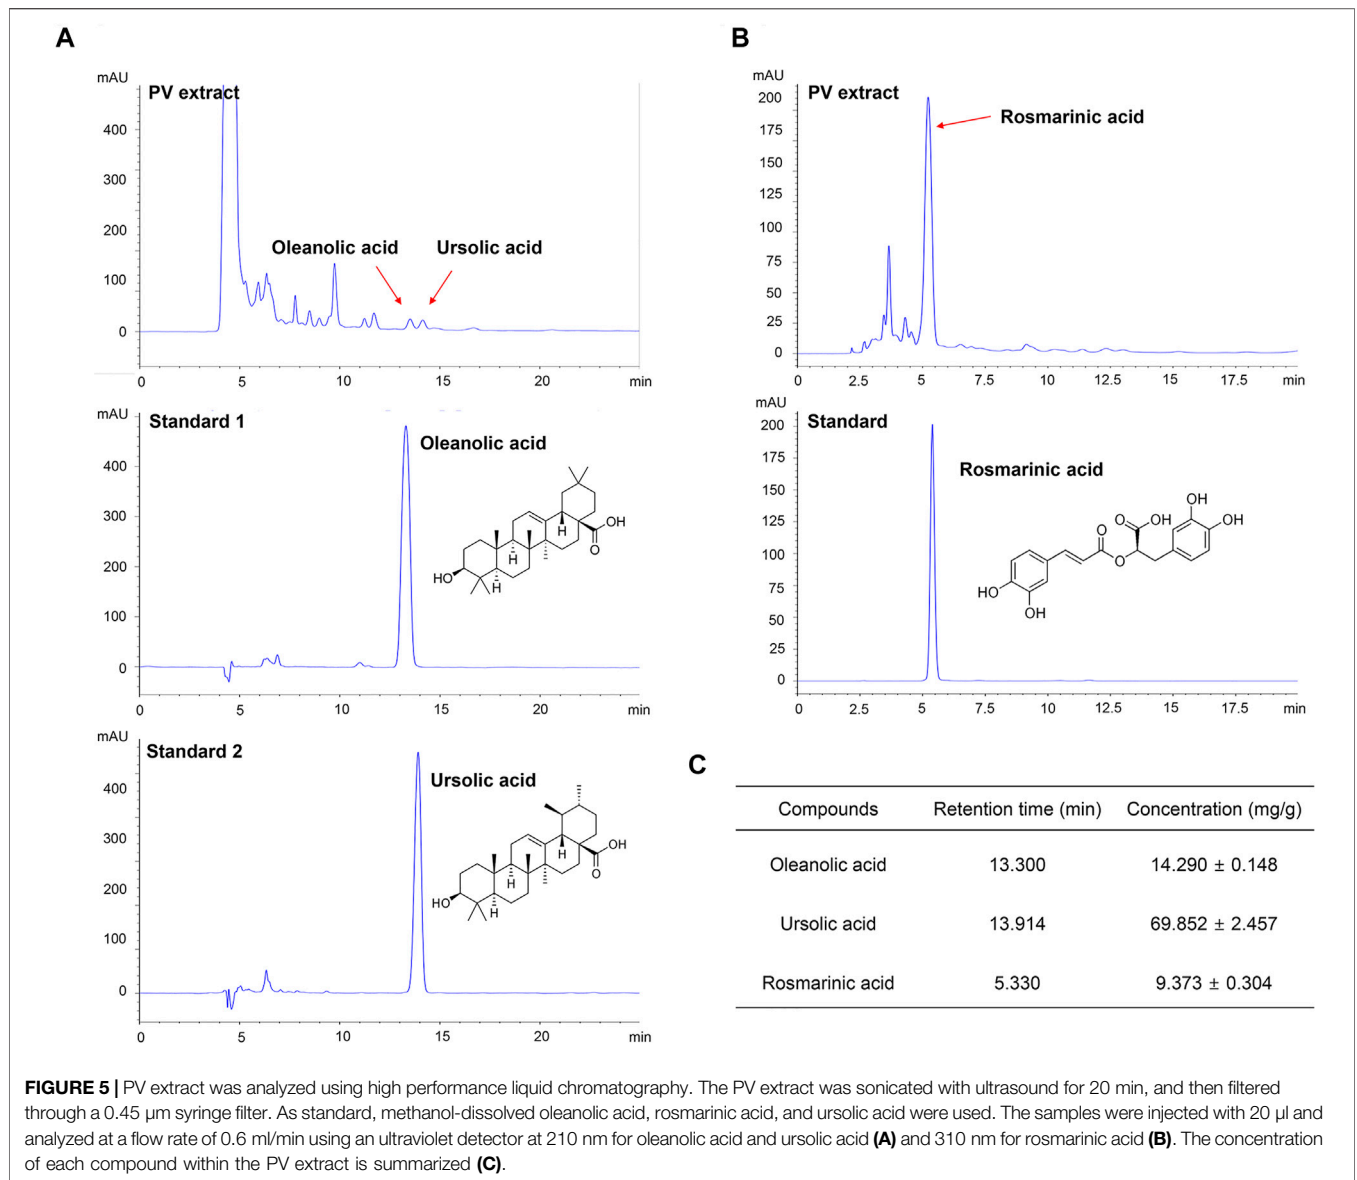 A
mAU
PV extract
400
300
200
100
0
Oleanolic acid
Ursolic acid
0 5 10 15 20 min
mAU
Standard 1
400
300
200
100
0
Oleanolic acid
H
H
H
HO
OH
O
0 5 10 15 20 min
mAU
Standard 2
400
300
200
100
0
Ursolic acid
H
H
H
HO
OH
O
0 5 10 15 20 min
B
mAU
PV extract
200
175
150
125
100
75
50
25
0
Rosmarinic acid
0 2.5 5 7.5 10 12.5 15 17.5 min
mAU
Standard
200
175
150
125
100
75
50
25
0
Rosmarinic acid
HO
OH
O
O
O
OH
OH
OH
0 2.5 5 7.5 10 12.5 15 17.5 min
C
Compounds Retention time (min) Concentration (mg/g)
Oleanolic acid 13.300 14.290 ± 0.148
Ursolic acid 13.914 69.852 ± 2.457
Rosmarinic acid 5.330 9.373 ± 0.304
FIGURE 5 | PV extract was analyzed using high performance liquid chromatography. The PV extract was sonicated with ultrasound for 20 min, and then filtered
through a 0.45 μm syringe filter. As standard, methanol-dissolved oleanolic acid, rosmarinic acid, and ursolic acid were used. The samples were injected with 20 μl and
analyzed at a flow rate of 0.6 ml/min using an ultraviolet detector at 210 nm for oleanolic acid and ursolic acid (A) and 310 nm for rosmarinic acid (B). The concentration
of each compound within the PV extract is summarized (C).